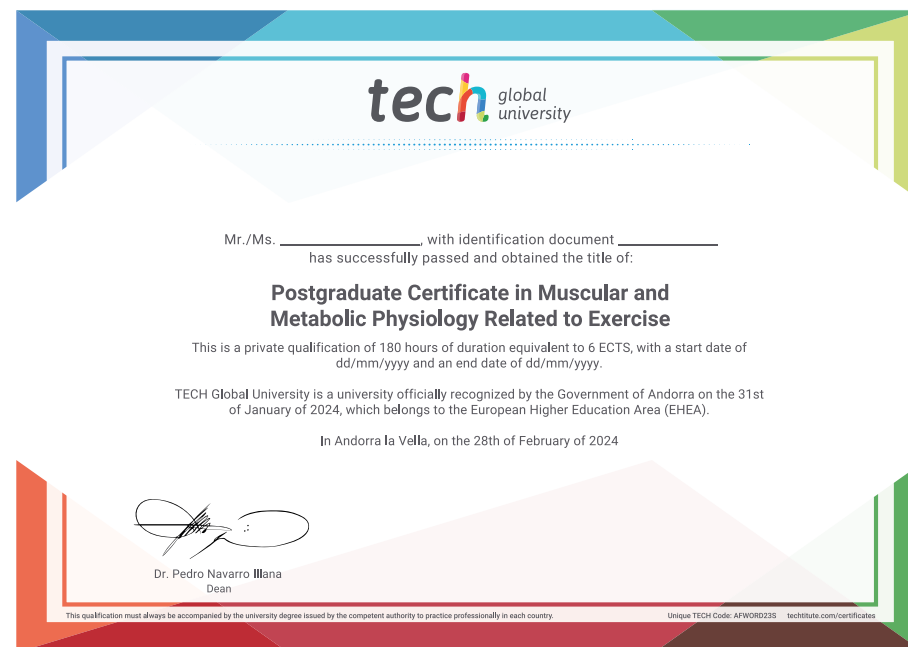 tech global
university
Mr./Ms. ____________________, with identification document ______________
has successfully passed and obtained the title of:
Postgraduate Certificate in Muscular and
Metabolic Physiology Related to Exercise
This is a private qualification of 180 hours of duration equivalent to 6 ECTS, with a start date of
dd/mm/yyyy and an end date of dd/mm/yyyy.
TECH Global University is a university officially recognized by the Government of Andorra on the 31st
of January of 2024, which belongs to the European Higher Education Area (EHEA).
In Andorra la Vella, on the 28th of February of 2024
Dr. Pedro Navarro Illana
Dean
This qualification must always be accompanied by the university degree issued by the competent authority to practice professionally in each country.
Unique TECH Code: AFWORD23S techtitute.com/certificates